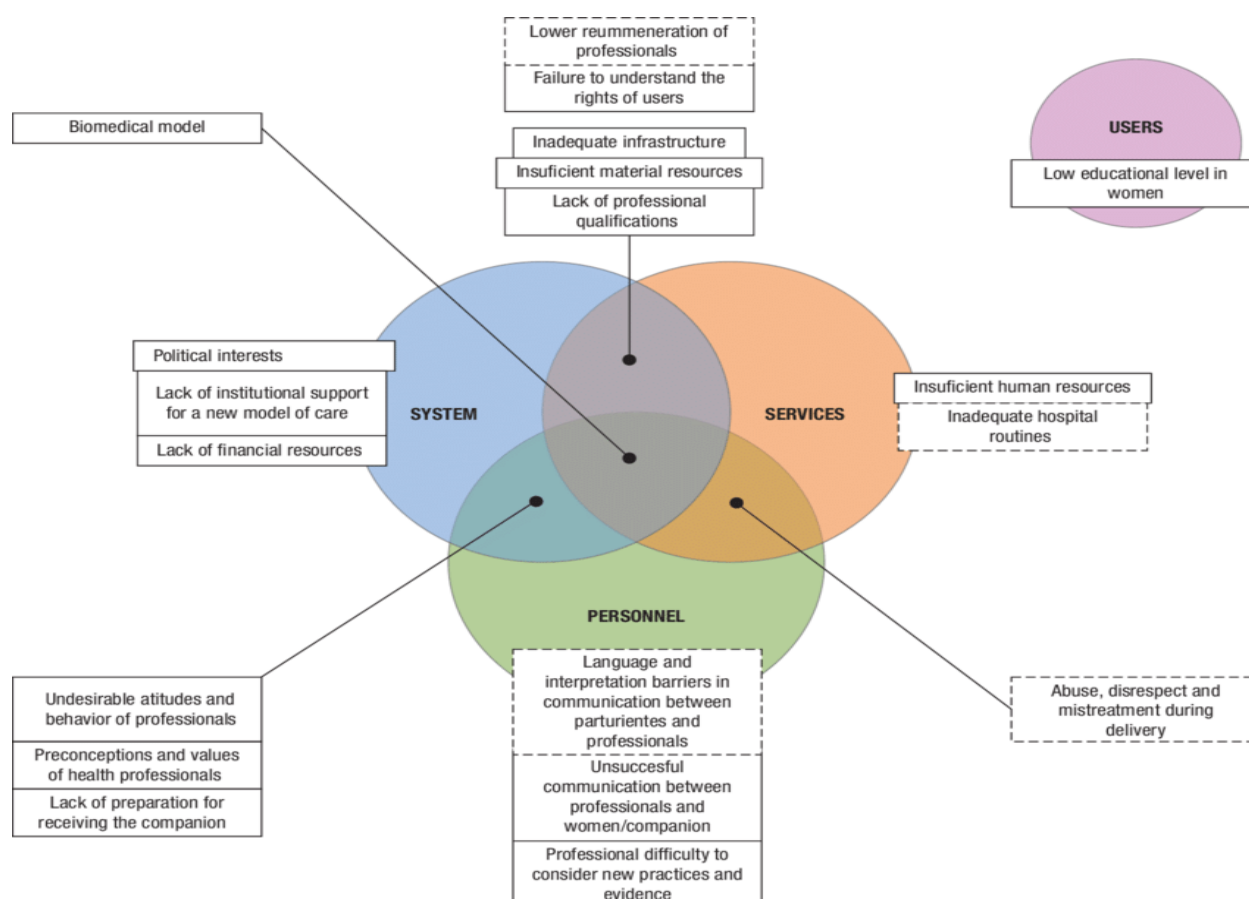 Lower reummeneration of
professionals
Failure to understand the
rights of users
USERS
Low educational level in
women
Biomedical model
Inadequate infrastructure
Insuficient material resources
Lack of professional
qualifications
Political interests
Lack of institutional support
for a new model of care
Lack of financial resources
SYSTEM
SERVICES
Insuficient human resources
Inadequate hospital
routines
PERSONNEL
Undesirable atitudes and
behavior of professionals
Preconceptions and values
of health professionals
Lack of preparation for
receiving the companion
Language and
interpretation barriers in
communication between
parturientes and
professionals
Unsuccesful
communication between
professionals and
women/companion
Professional difficulty to
consider new practices and
evidence
Abuse, disrespect and
mistreatment during
delivery